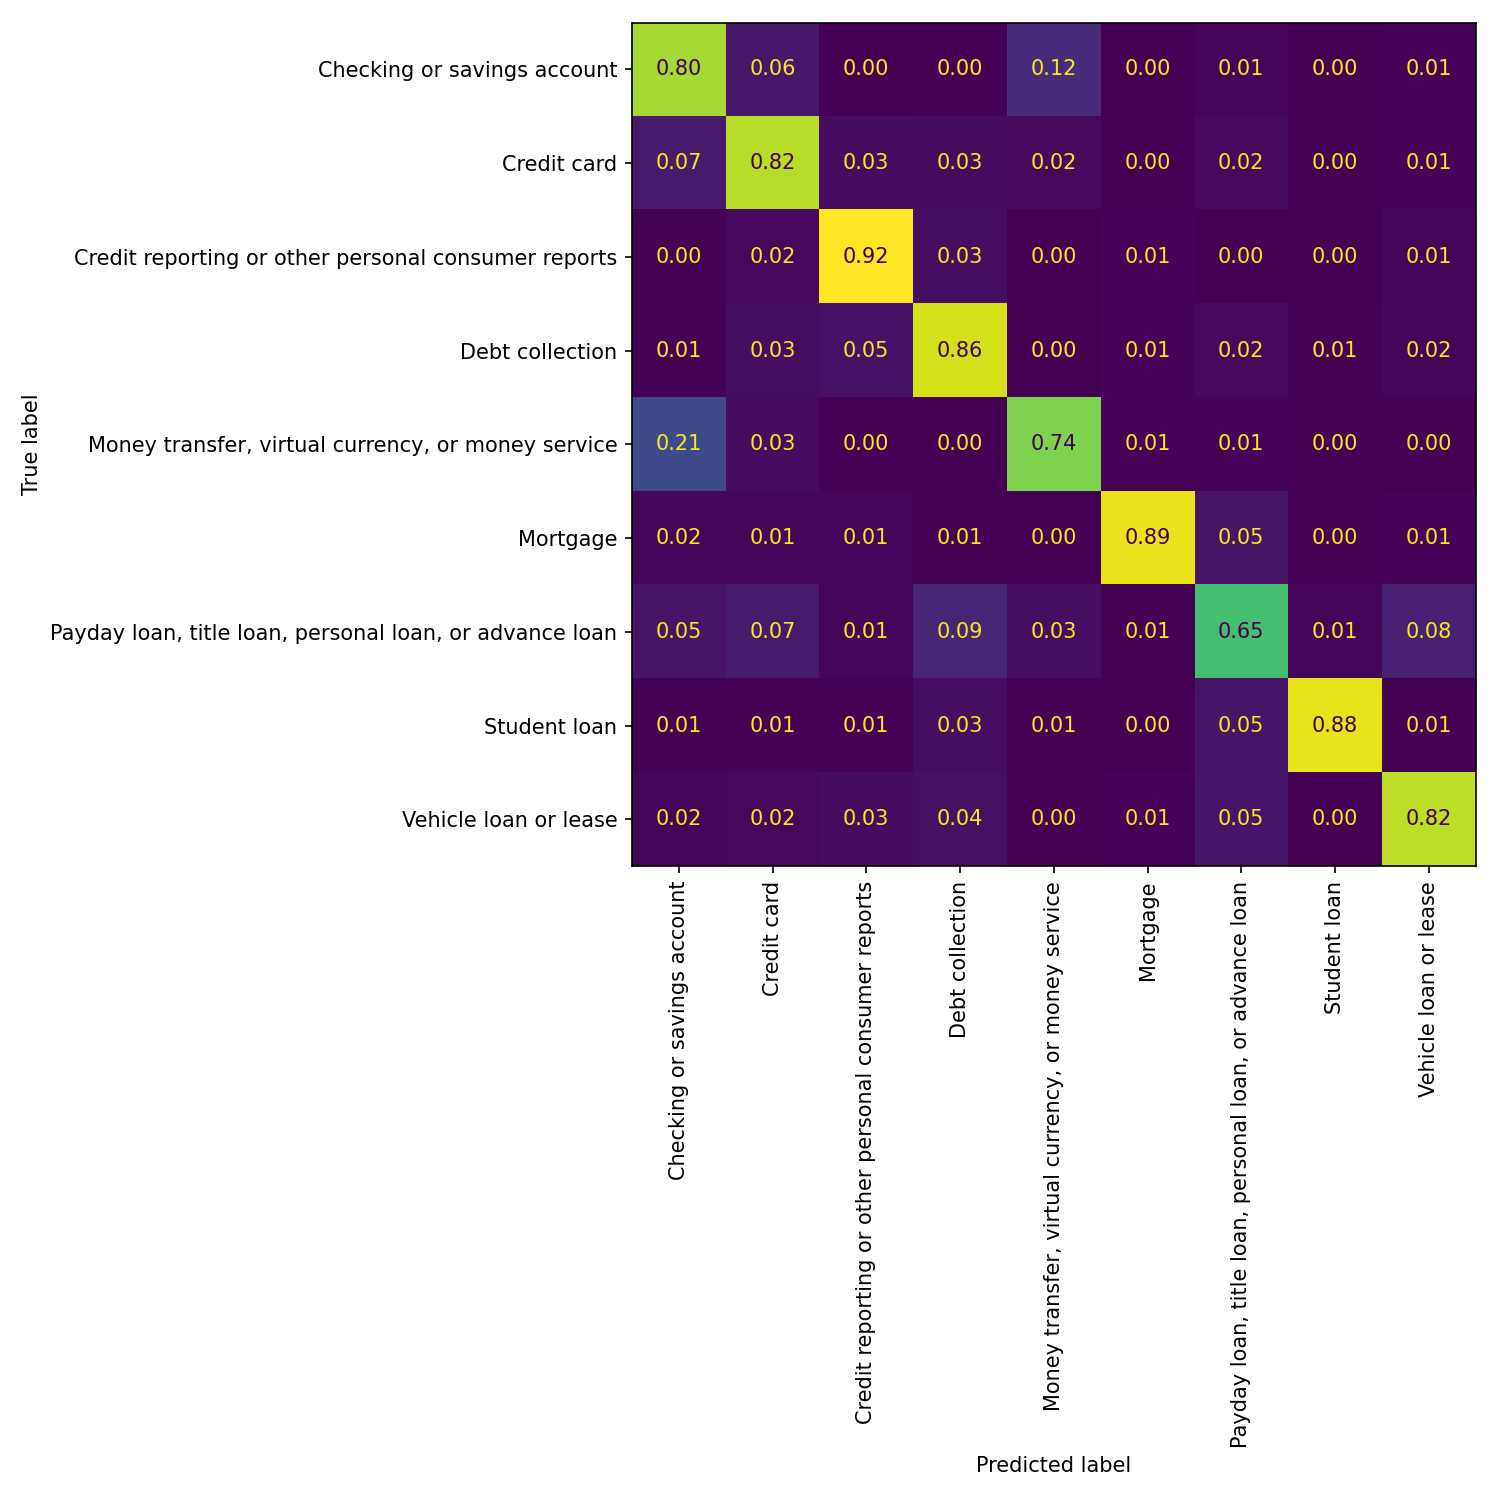 Checking or savings account 0.80 0.06 0.00 0.00 0.12 0.00 0.01 0.00 0.01
Credit card 0.07 0.82 0.03 0.03 0.02 0.00 0.02 0.00 0.01
Credit reporting or other personal consumer reports 0.00 0.02 0.92 0.03 0.00 0.01 0.00 0.00 0.01
Debt collection 0.01 0.03 0.05 0.86 0.00 0.01 0.02 0.01 0.02
Money transfer, virtual currency, or money service 0.21 0.03 0.00 0.00 0.74 0.01 0.01 0.00 0.00
Mortgage 0.02 0.01 0.01 0.01 0.00 0.89 0.05 0.00 0.01
Payday loan, title loan, personal loan, or advance loan 0.05 0.07 0.01 0.09 0.03 0.01 0.65 0.01 0.08
Student loan 0.01 0.01 0.01 0.03 0.01 0.00 0.05 0.88 0.01
Vehicle loan or lease 0.02 0.02 0.03 0.04 0.00 0.01 0.05 0.00 0.82
True label
Checking or savings account
Credit card
Credit reporting or other personal consumer reports
Debt collection
Money transfer, virtual currency, or money service
Mortgage
Payday loan, title loan, personal loan, or advance loan
Student loan
Vehicle loan or lease
Predicted label